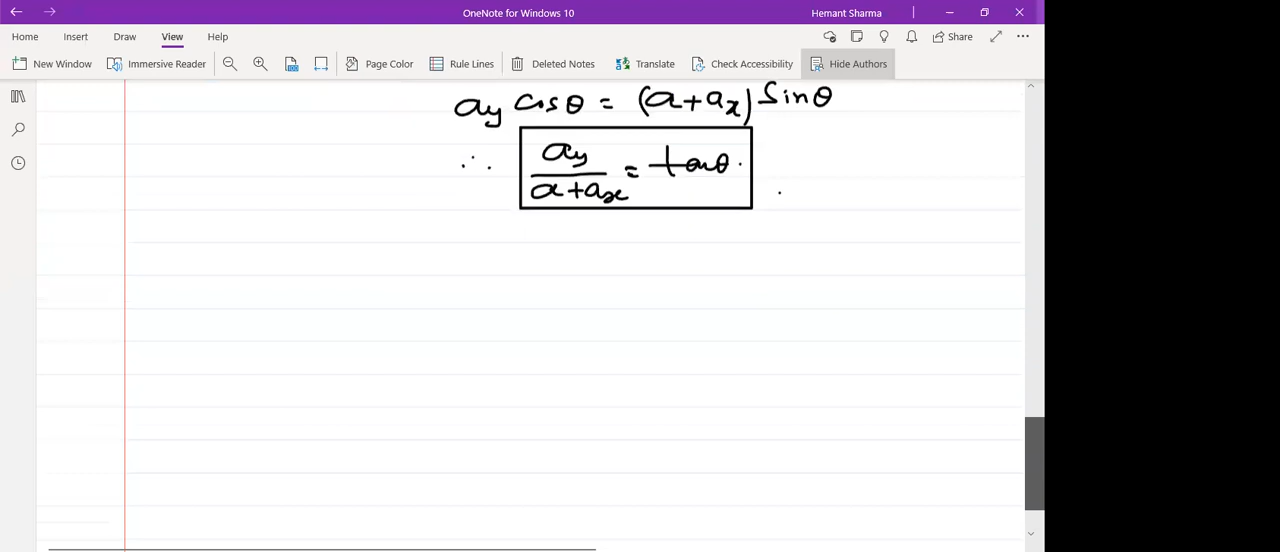 OneNote for Windows 10
Hemant Sharma
Home Insert Draw View Help
Share
New Window Immersive Reader Page Color Rule Lines Deleted Notes Translate Check Accessibility Hide Authors
ay cosθ = (a+ax) Sinθ
∴ ay/(a+ax) = tanθ.